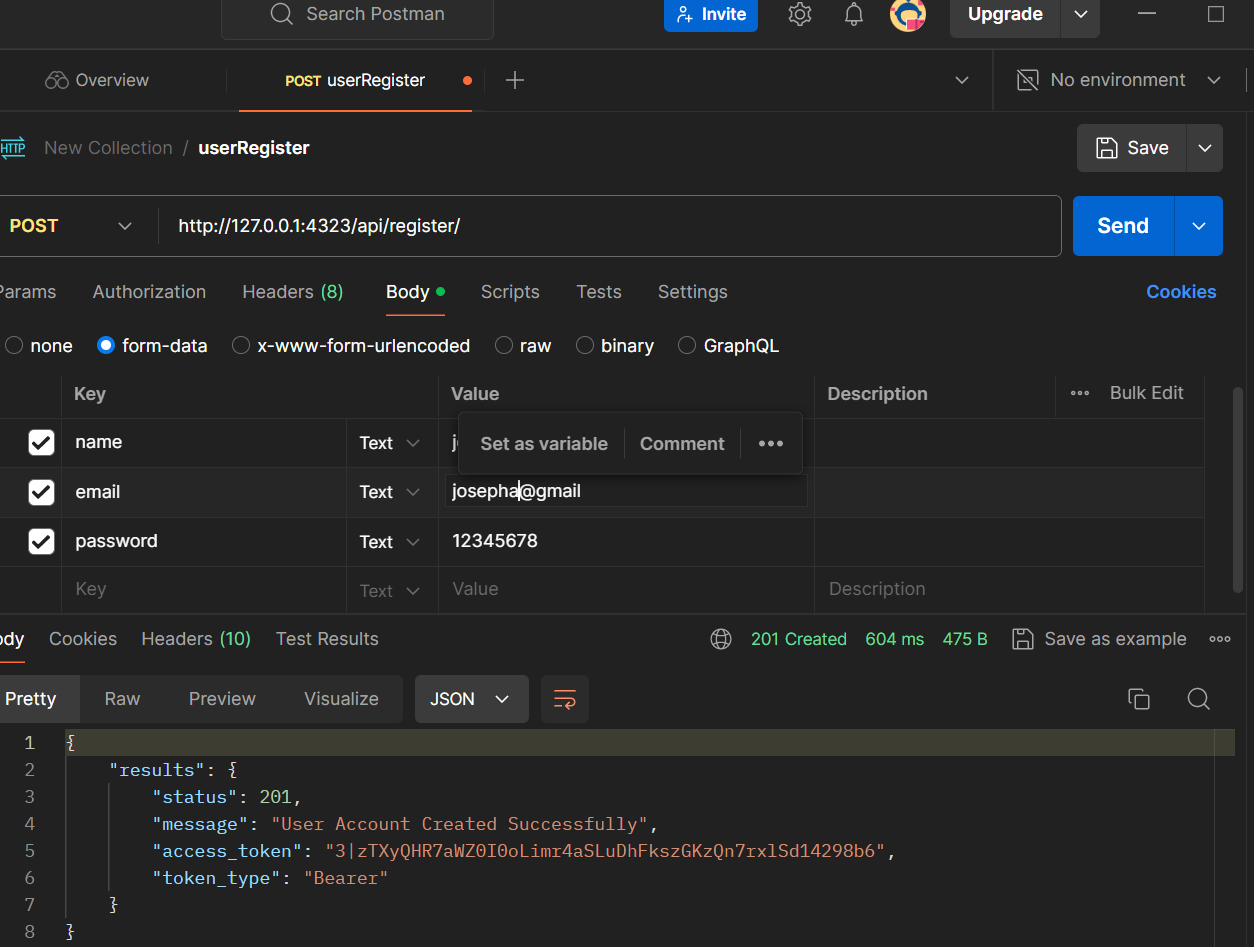 Search Postman Invite Upgrade
Overview POST userRegister No environment
HTTP New Collection / userRegister Save
POST http://127.0.0.1:4323/api/register/ Send
Params Authorization Headers (8) Body Scripts Tests Settings Cookies
none form-data x-www-form-urlencoded raw binary GraphQL
Key Value Description Bulk Edit
name Text Set as variable Comment
email Text josepha@gmail
password Text 12345678
Key Text Value Description
ody Cookies Headers (10) Test Results 201 Created 604 ms 475 B Save as example
Pretty Raw Preview Visualize JSON
1 {
2 "results": {
3 "status": 201,
4 "message": "User Account Created Successfully",
5 "access_token": "3|zTXyQHR7aWZ0I0oLimr4aSLuDhFkszGKzQn7rxlSd14298b6",
6 "token_type": "Bearer"
7 }
8 }